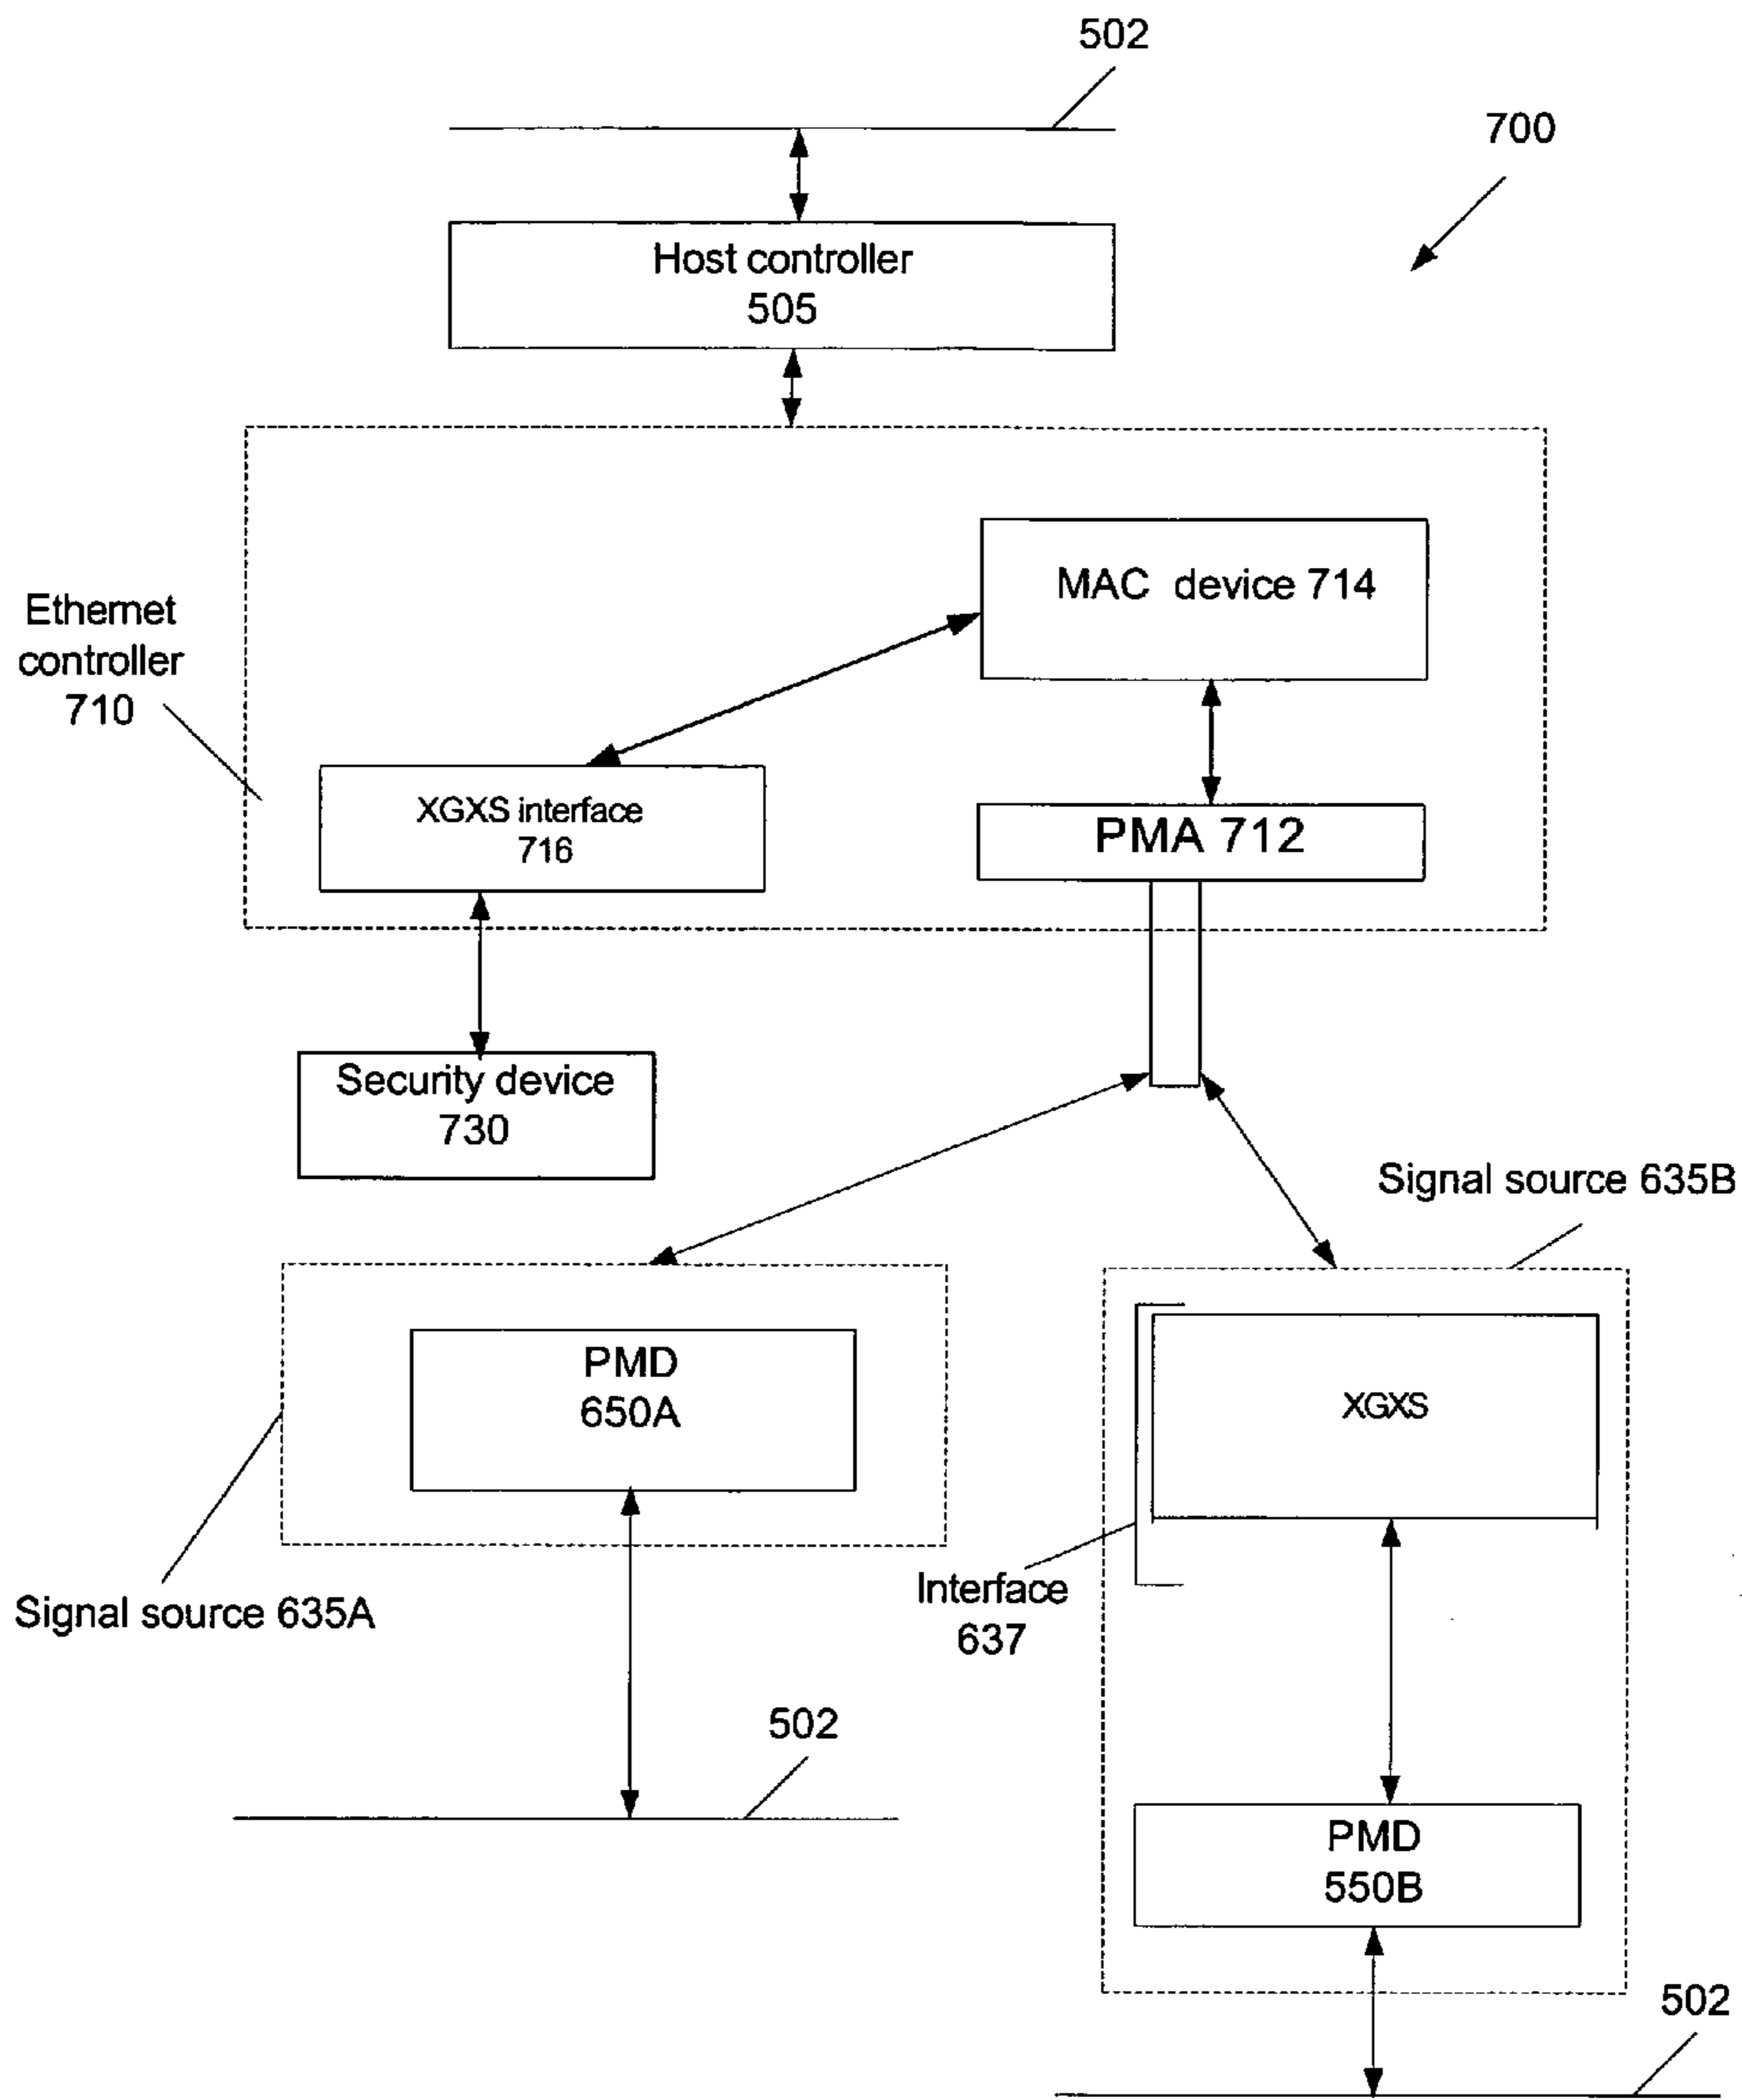 502
700
Host controller
505
MAC device 714
Ethernet
controller
710
XGXS interface
716
PMA 712
Security device
730
Signal source 635B
PMD
650A
XGXS
Interface
637
Signal source 635A
502
PMD
550B
502